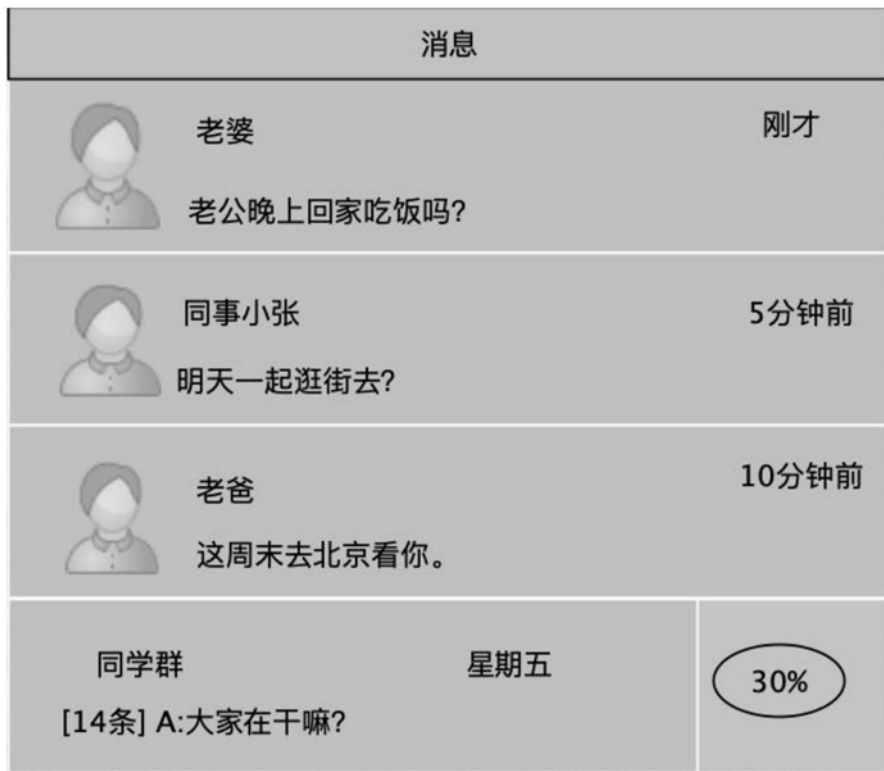 消息
老婆 刚才
老公晚上回家吃饭吗?
同事小张 5分钟前
明天一起逛街去?
老爸 10分钟前
这周末去北京看你。
同学群 星期五
30%
[14条] A:大家在干嘛?